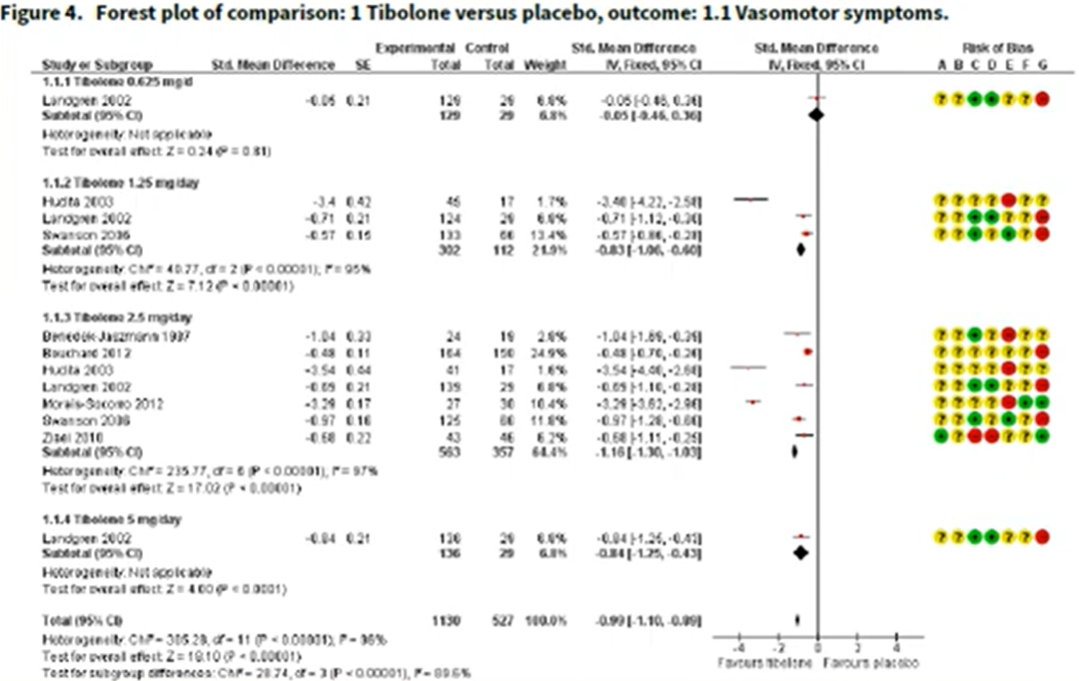 Figure 4. Forest plot of comparison: 1 Tibolone versus placebo, outcome: 1.1 Vasomotor symptoms.
Experimental Control Std. Mean Difference Std. Mean Difference Risk of Bias
Study or Subgroup Std. Mean Difference SE Total Total Weight IV, Fixed, 95% CI IV, Fixed, 95% CI A B C D E F G
1.1.1 Tibolone 0.625 mg/d
Landgren 2002 -0.05 0.21 129 29 6.8% -0.05 [-0.46, 0.36]
Subtotal (95% CI) 129 29 6.8% -0.05 [-0.46, 0.36]
Heterogeneity: Not applicable
Test for overall effect: Z = 0.24 (P = 0.81)
1.1.2 Tibolone 1.25 mg/day
Hudita 2003 -3.4 0.42 45 17 1.7% -3.40 [-4.22, -2.58]
Landgren 2002 -0.71 0.21 124 29 6.8% -0.71 [-1.12, -0.30]
Swanson 2006 -0.57 0.15 133 66 13.4% -0.57 [-0.86, -0.28]
Subtotal (95% CI) 302 112 21.9% -0.83 [-1.06, -0.60]
Heterogeneity: Chi² = 40.77, df = 2 (P < 0.00001); I² = 95%
Test for overall effect: Z = 7.12 (P < 0.00001)
1.1.3 Tibolone 2.5 mg/day
Benedek-Jaszmann 1987 -1.04 0.33 24 19 2.8% -1.04 [-1.69, -0.39]
Bouchard 2012 -0.48 0.11 164 150 24.9% -0.48 [-0.70, -0.26]
Hudita 2003 -3.54 0.44 41 17 1.6% -3.54 [-4.40, -2.68]
Landgren 2002 -0.69 0.21 139 29 6.8% -0.69 [-1.10, -0.28]
Morais-Socorro 2012 -3.29 0.17 27 30 10.4% -3.29 [-3.62, -2.96]
Swanson 2006 -0.97 0.16 125 66 11.8% -0.97 [-1.28, -0.66]
Ziaei 2010 -0.68 0.22 43 46 6.2% -0.68 [-1.11, -0.25]
Subtotal (95% CI) 563 357 64.4% -1.16 [-1.30, -1.03]
Heterogeneity: Chi² = 235.77, df = 6 (P < 0.00001); I² = 97%
Test for overall effect: Z = 17.02 (P < 0.00001)
1.1.4 Tibolone 5 mg/day
Landgren 2002 -0.84 0.21 136 29 6.8% -0.84 [-1.25, -0.43]
Subtotal (95% CI) 136 29 6.8% -0.84 [-1.25, -0.43]
Heterogeneity: Not applicable
Test for overall effect: Z = 4.00 (P < 0.0001)
Total (95% CI) 1130 527 100.0% -0.99 [-1.10, -0.89]
Heterogeneity: Chi² = 305.28, df = 11 (P < 0.00001); I² = 96%
Test for overall effect: Z = 18.10 (P < 0.00001)
Test for subgroup differences: Chi² = 28.74, df = 3 (P < 0.00001), I² = 89.6%
-4 -2 0 2 4
Favours tibolone Favours placebo